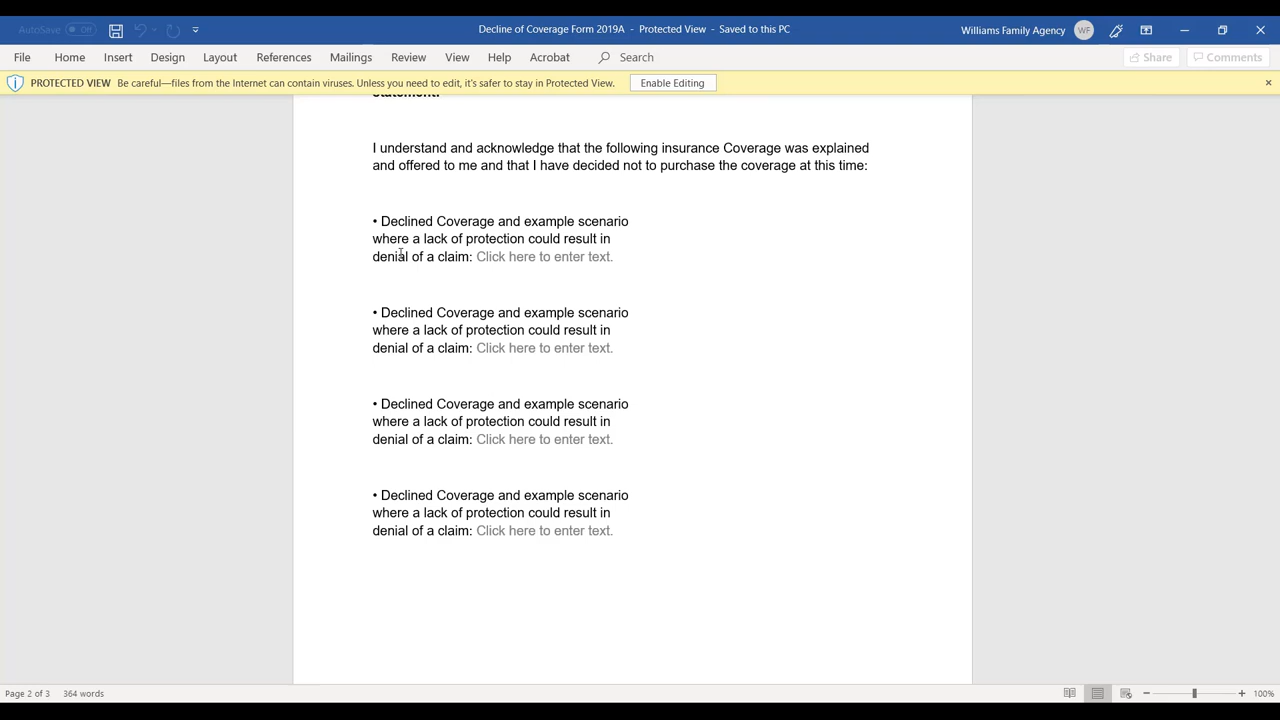 AutoSave Off
Decline of Coverage Form 2019A - Protected View - Saved to this PC
Williams Family Agency WF
File Home Insert Design Layout References Mailings Review View Help Acrobat Search Share Comments
PROTECTED VIEW Be careful—files from the Internet can contain viruses. Unless you need to edit, it's safer to stay in Protected View. Enable Editing
statement:
I understand and acknowledge that the following insurance Coverage was explained
and offered to me and that I have decided not to purchase the coverage at this time:
• Declined Coverage and example scenario
where a lack of protection could result in
denial of a claim: Click here to enter text.
• Declined Coverage and example scenario
where a lack of protection could result in
denial of a claim: Click here to enter text.
• Declined Coverage and example scenario
where a lack of protection could result in
denial of a claim: Click here to enter text.
• Declined Coverage and example scenario
where a lack of protection could result in
denial of a claim: Click here to enter text.
Page 2 of 3 364 words 100%